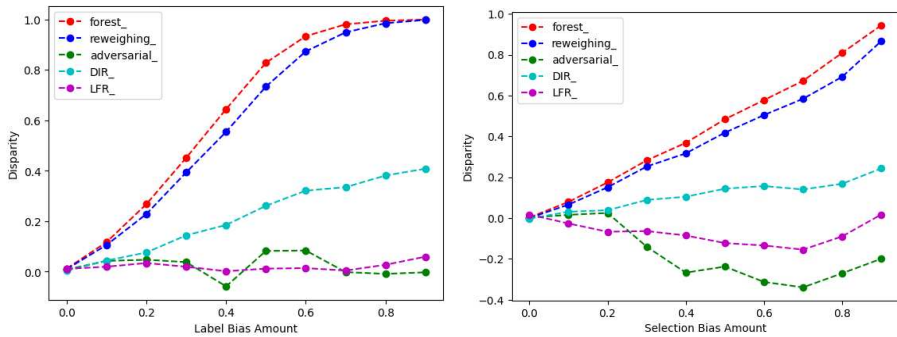 forest_
reweighing_
adversarial_
DIR_
LFR_
1.0
0.8
0.6
0.4
0.2
0.0
Disparity
0.0 0.2 0.4 0.6 0.8
Label Bias Amount
forest_
reweighing_
adversarial_
DIR_
LFR_
1.0
0.8
0.6
0.4
0.2
0.0
−0.2
−0.4
Disparity
0.0 0.2 0.4 0.6 0.8
Selection Bias Amount